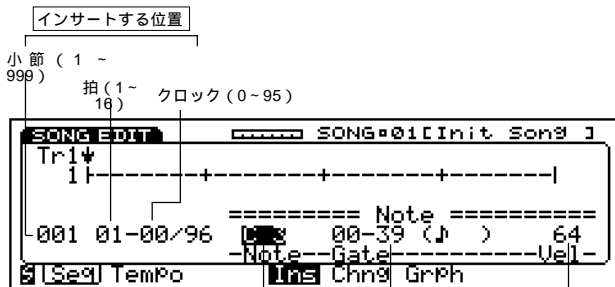 インサートする位置
小節(1~
999)
拍(1~
16)
クロック(0~95)
SONG EDIT SONG:01[Init Song ]
Tr1
1 |--------+--------+--------+--------|
========= Note ==========
001 01-00/96 C 3 00-39 (♪ ) 64
-Note--Gate----------Vel-
S Seq Tempo Ins Chng GrPh